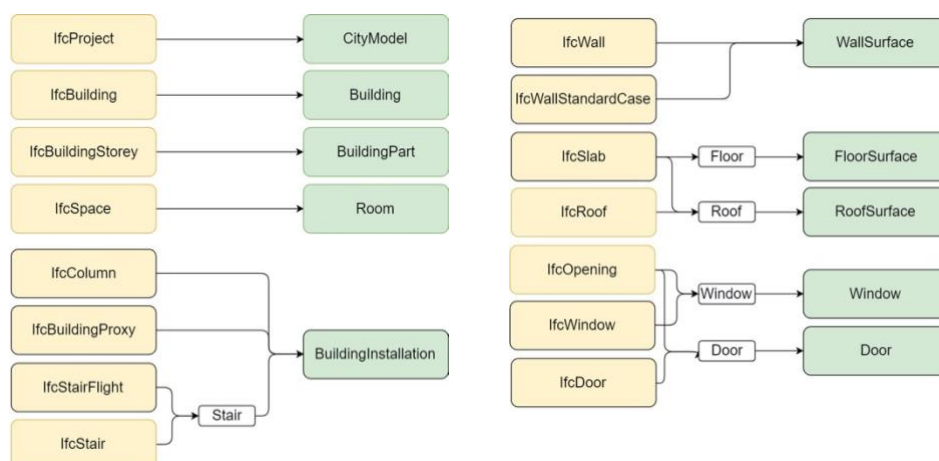 IfcProject
CityModel
IfcBuilding
Building
IfcBuildingStorey
BuildingPart
IfcSpace
Room
IfcColumn
IfcBuildingProxy
BuildingInstallation
IfcStairFlight
Stair
IfcStair
IfcWall
WallSurface
IfcWallStandardCase
IfcSlab
Floor
FloorSurface
IfcRoof
Roof
RoofSurface
IfcOpening
Window
Window
IfcWindow
Door
Door
IfcDoor